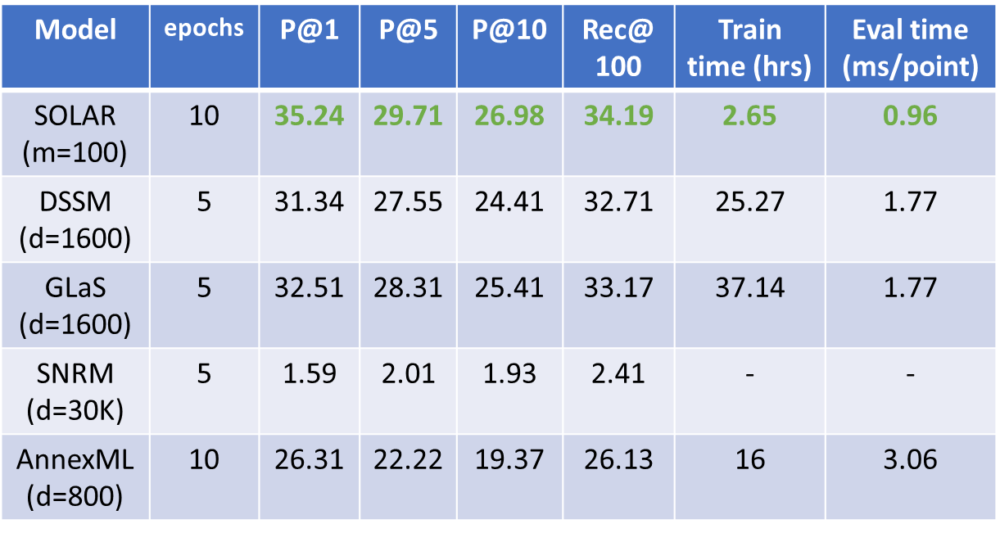 Model epochs P@1 P@5 P@10 Rec@ Train Eval time
100 time (hrs) (ms/point)
SOLAR 10 35.24 29.71 26.98 34.19 2.65 0.96
(m=100)
DSSM 5 31.34 27.55 24.41 32.71 25.27 1.77
(d=1600)
GLaS 5 32.51 28.31 25.41 33.17 37.14 1.77
(d=1600)
SNRM 5 1.59 2.01 1.93 2.41 - -
(d=30K)
AnnexML 10 26.31 22.22 19.37 26.13 16 3.06
(d=800)